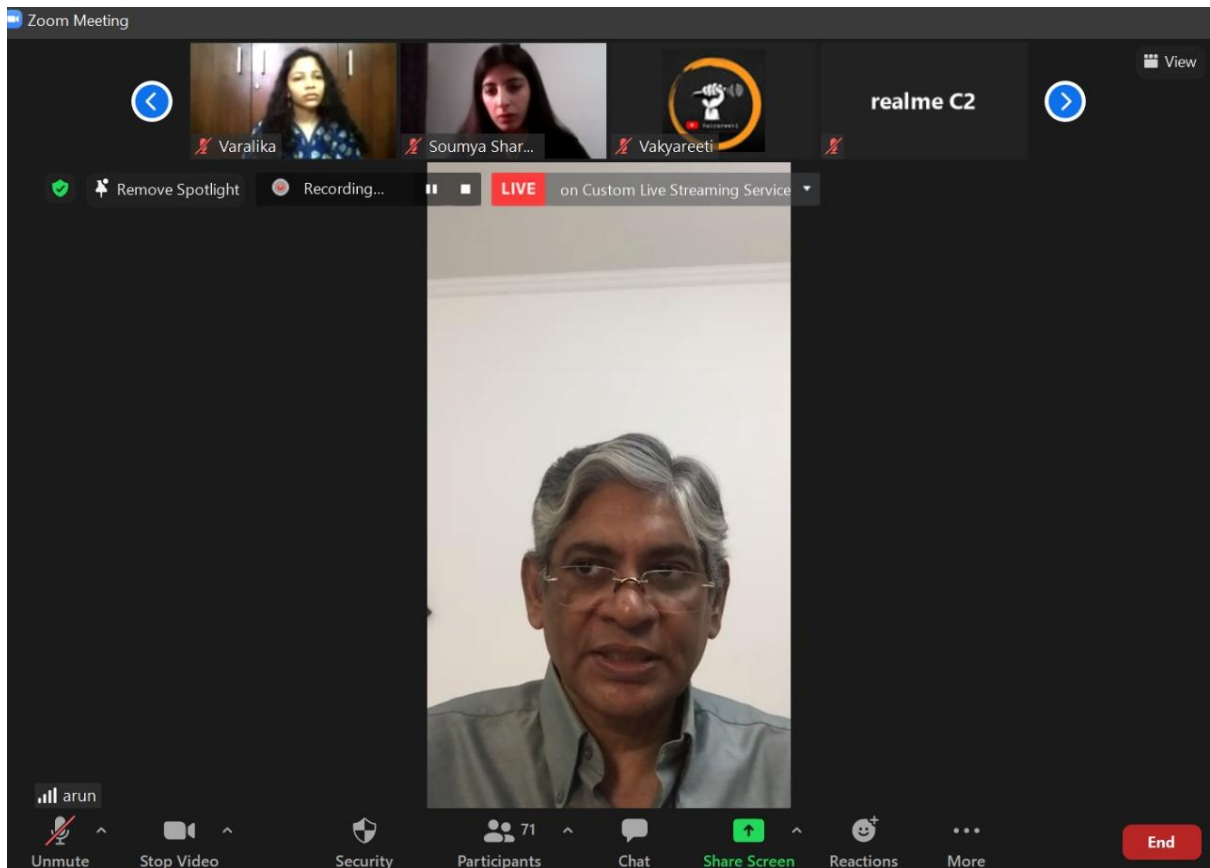 Zoom Meeting
View
realme C2
Varalika
Soumya Shar...
Vakyareeti
Remove Spotlight
Recording...
LIVE
on Custom Live Streaming Service
arun
71
Unmute
Stop Video
Security
Participants
Chat
Share Screen
Reactions
More
End